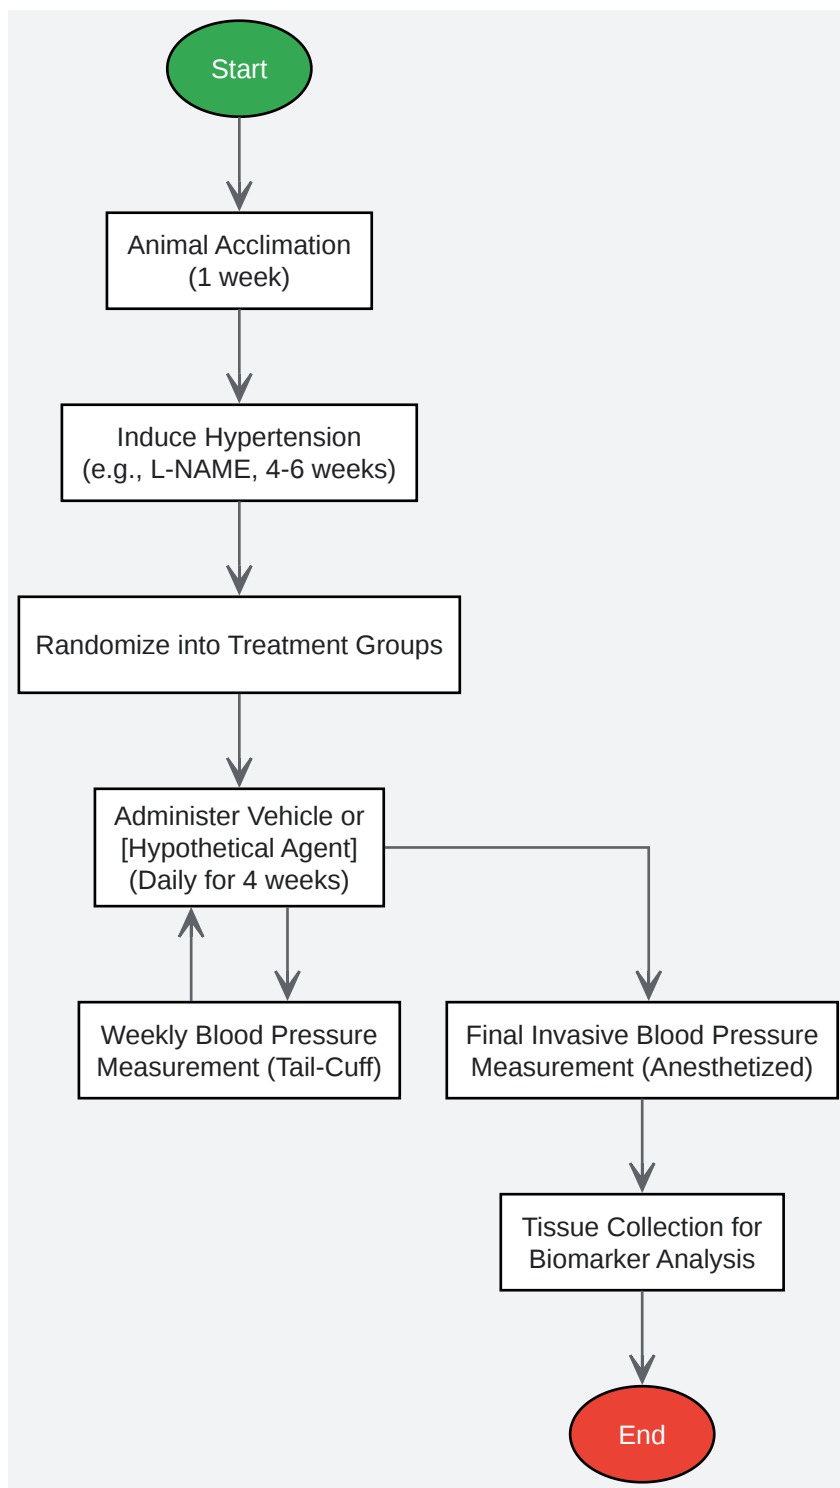 Start
Animal Acclimation
(1 week)
Induce Hypertension
(e.g., L-NAME, 4-6 weeks)
Randomize into Treatment Groups
Administer Vehicle or
[Hypothetical Agent]
(Daily for 4 weeks)
Weekly Blood Pressure
Measurement (Tail-Cuff)
Final Invasive Blood Pressure
Measurement (Anesthetized)
Tissue Collection for
Biomarker Analysis
End